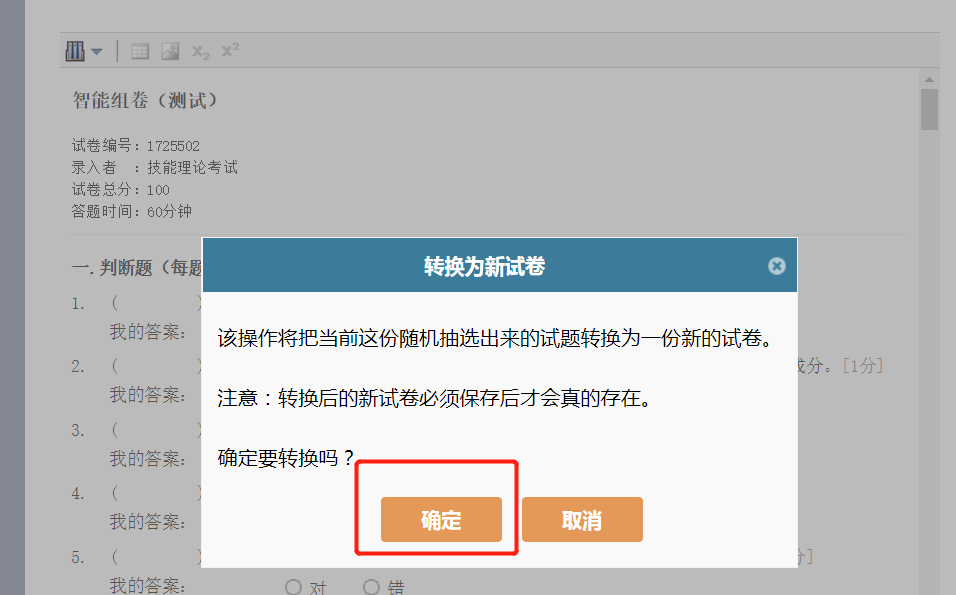 X₂ X²
智能组卷（测试）
试卷编号：1725502
录入者 ：技能理论考试
试卷总分：100
答题时间：60分钟
一.判断题（每题
转换为新试卷
1. （ ）
我的答案：
该操作将把当前这份随机抽选出来的试题转换为一份新的试卷。
2. （ ）
成分。[1分]
我的答案：
注意：转换后的新试卷必须保存后才会真的存在。
3. （ ）
我的答案：
确定要转换吗？
4. （ ）
我的答案：
确定 取消
5. （ ）
分]
我的答案： 对 错